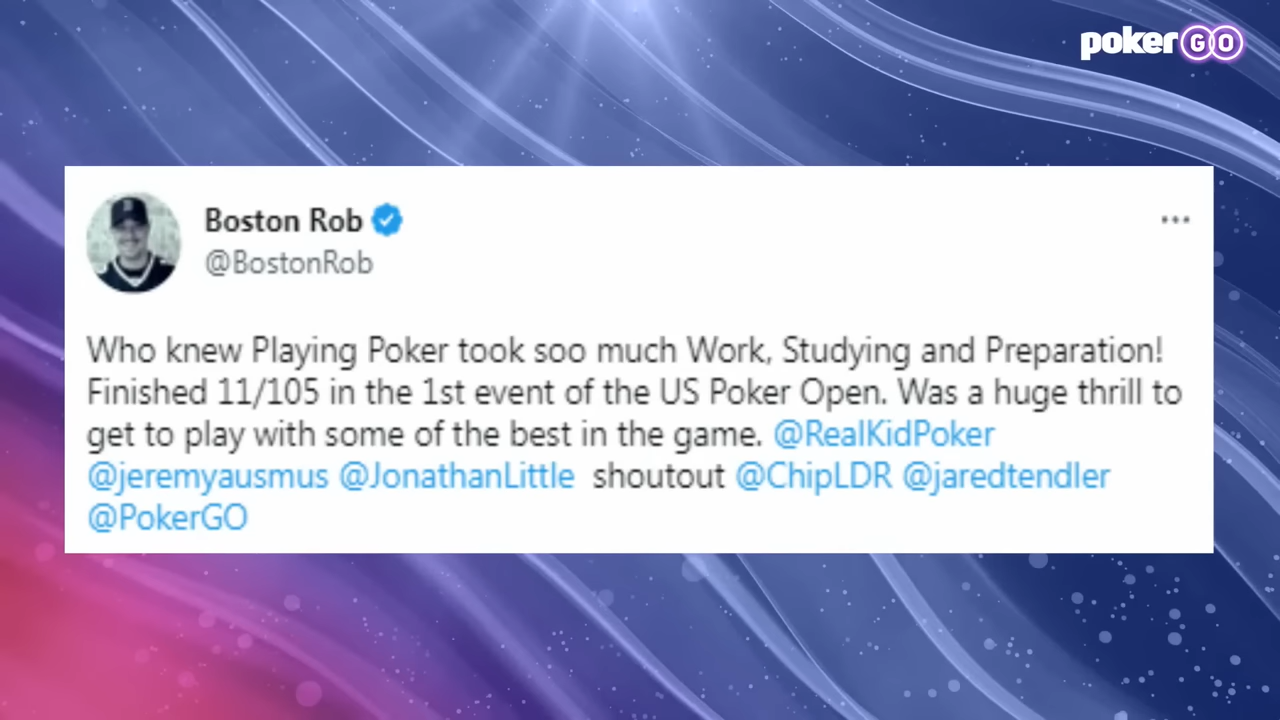 poker GO
Boston Rob
@BostonRob
Who knew Playing Poker took soo much Work, Studying and Preparation!
Finished 11/105 in the 1st event of the US Poker Open. Was a huge thrill to
get to play with some of the best in the game. @RealKidPoker
@jeremyausmus @JonathanLittle shoutout @ChipLDR @jaredtendler
@PokerGO